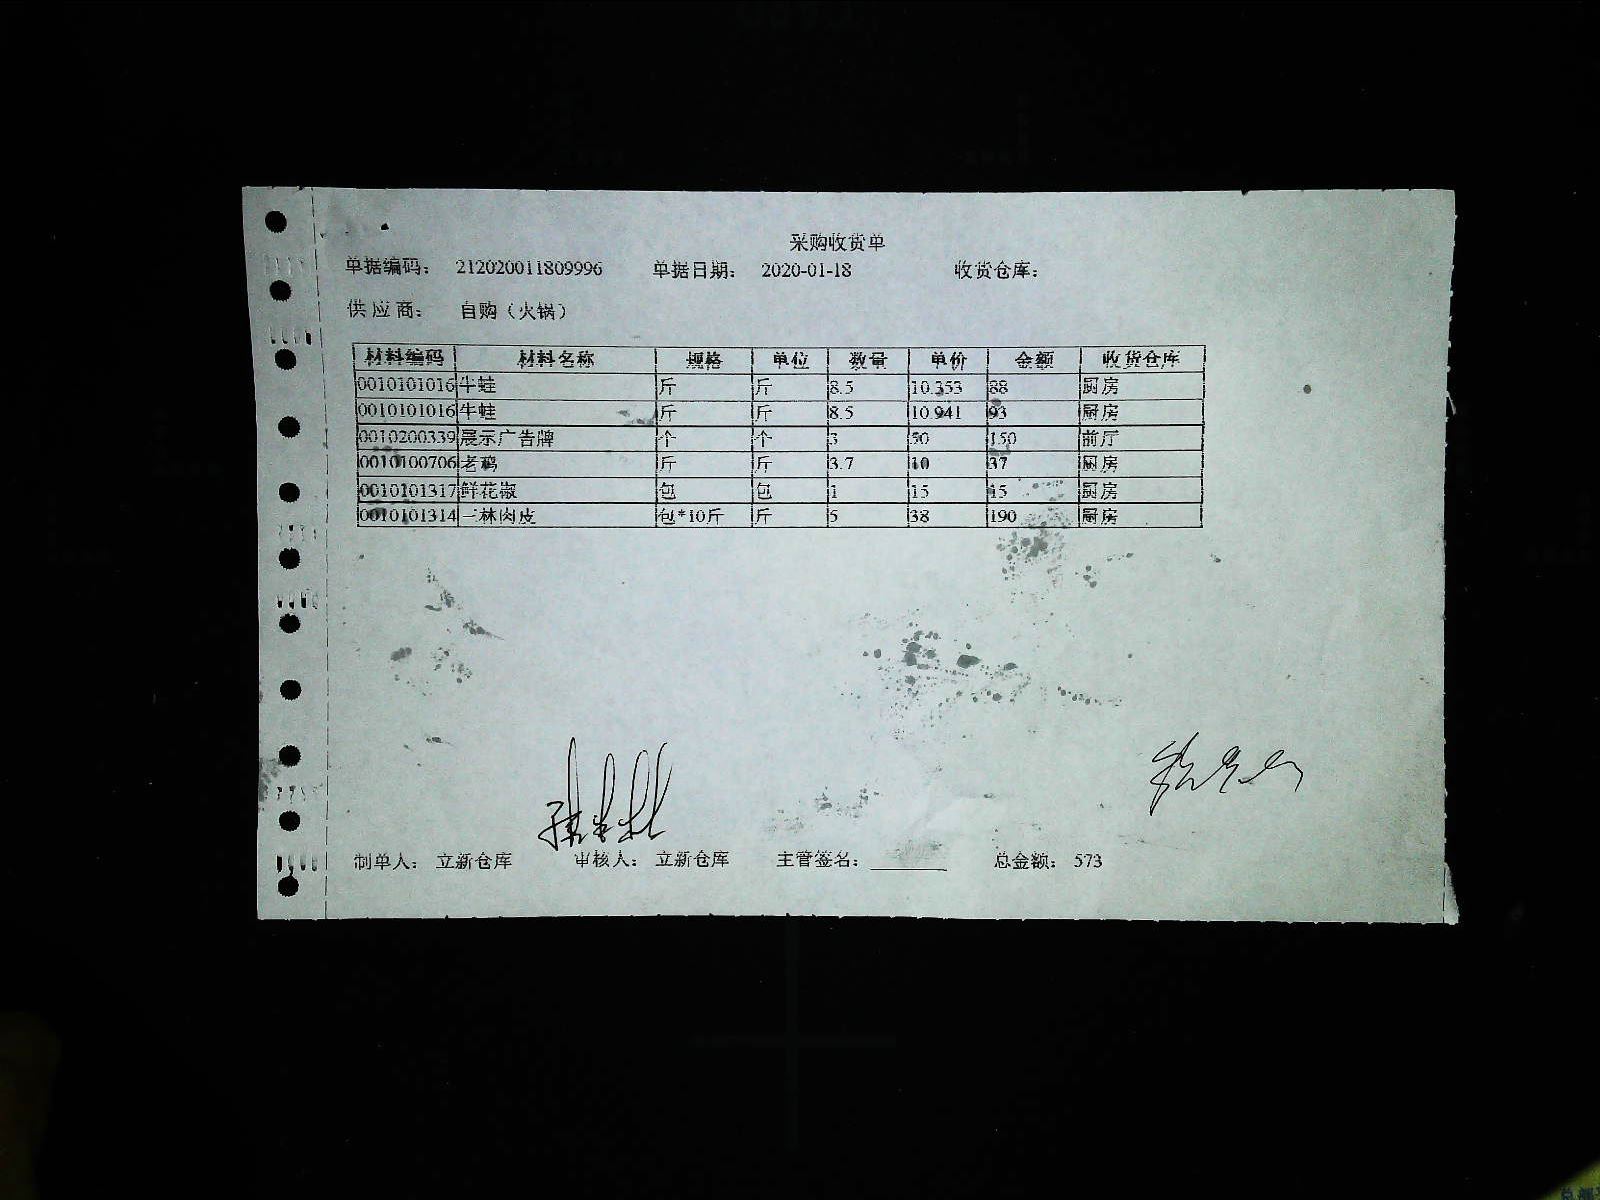 采购收货单
单据编码： 212020011809996 单据日期： 2020-01-18 收货仓库：
供应商： 自购（火锅）
材料编码 材料名称 规格 单位 数量 单价 金额 收货仓库
0010101016 牛蛙 斤 斤 8.5 10.353 88 厨房
0010101016 牛蛙 斤 斤 8.5 10.941 93 厨房
0010200339 展示广告牌 个 个 3 50 150 前厅
0010100706 老鸡 斤 斤 3.7 10 37 厨房
0010101317 鲜花椒 包 包 1 15 15 厨房
0010101314 三林肉皮 包*10斤 斤 5 38 190 厨房
制单人： 立新仓库 审核人： 立新仓库 主管签名： 总金额： 573